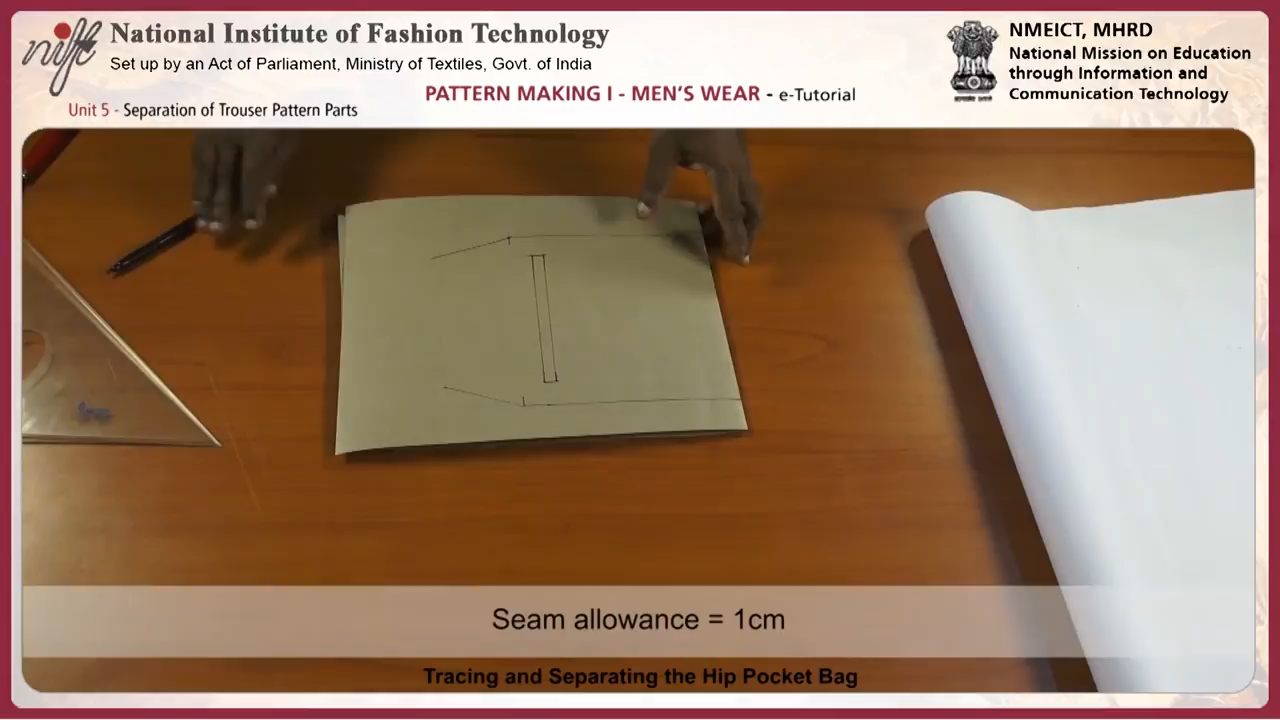 nift
National Institute of Fashion Technology
Set up by an Act of Parliament, Ministry of Textiles, Govt. of India
PATTERN MAKING I - MEN'S WEAR - e-Tutorial
Unit 5 - Separation of Trouser Pattern Parts
NMEICT, MHRD
National Mission on Education
through Information and
Communication Technology
Seam allowance = 1cm
Tracing and Separating the Hip Pocket Bag